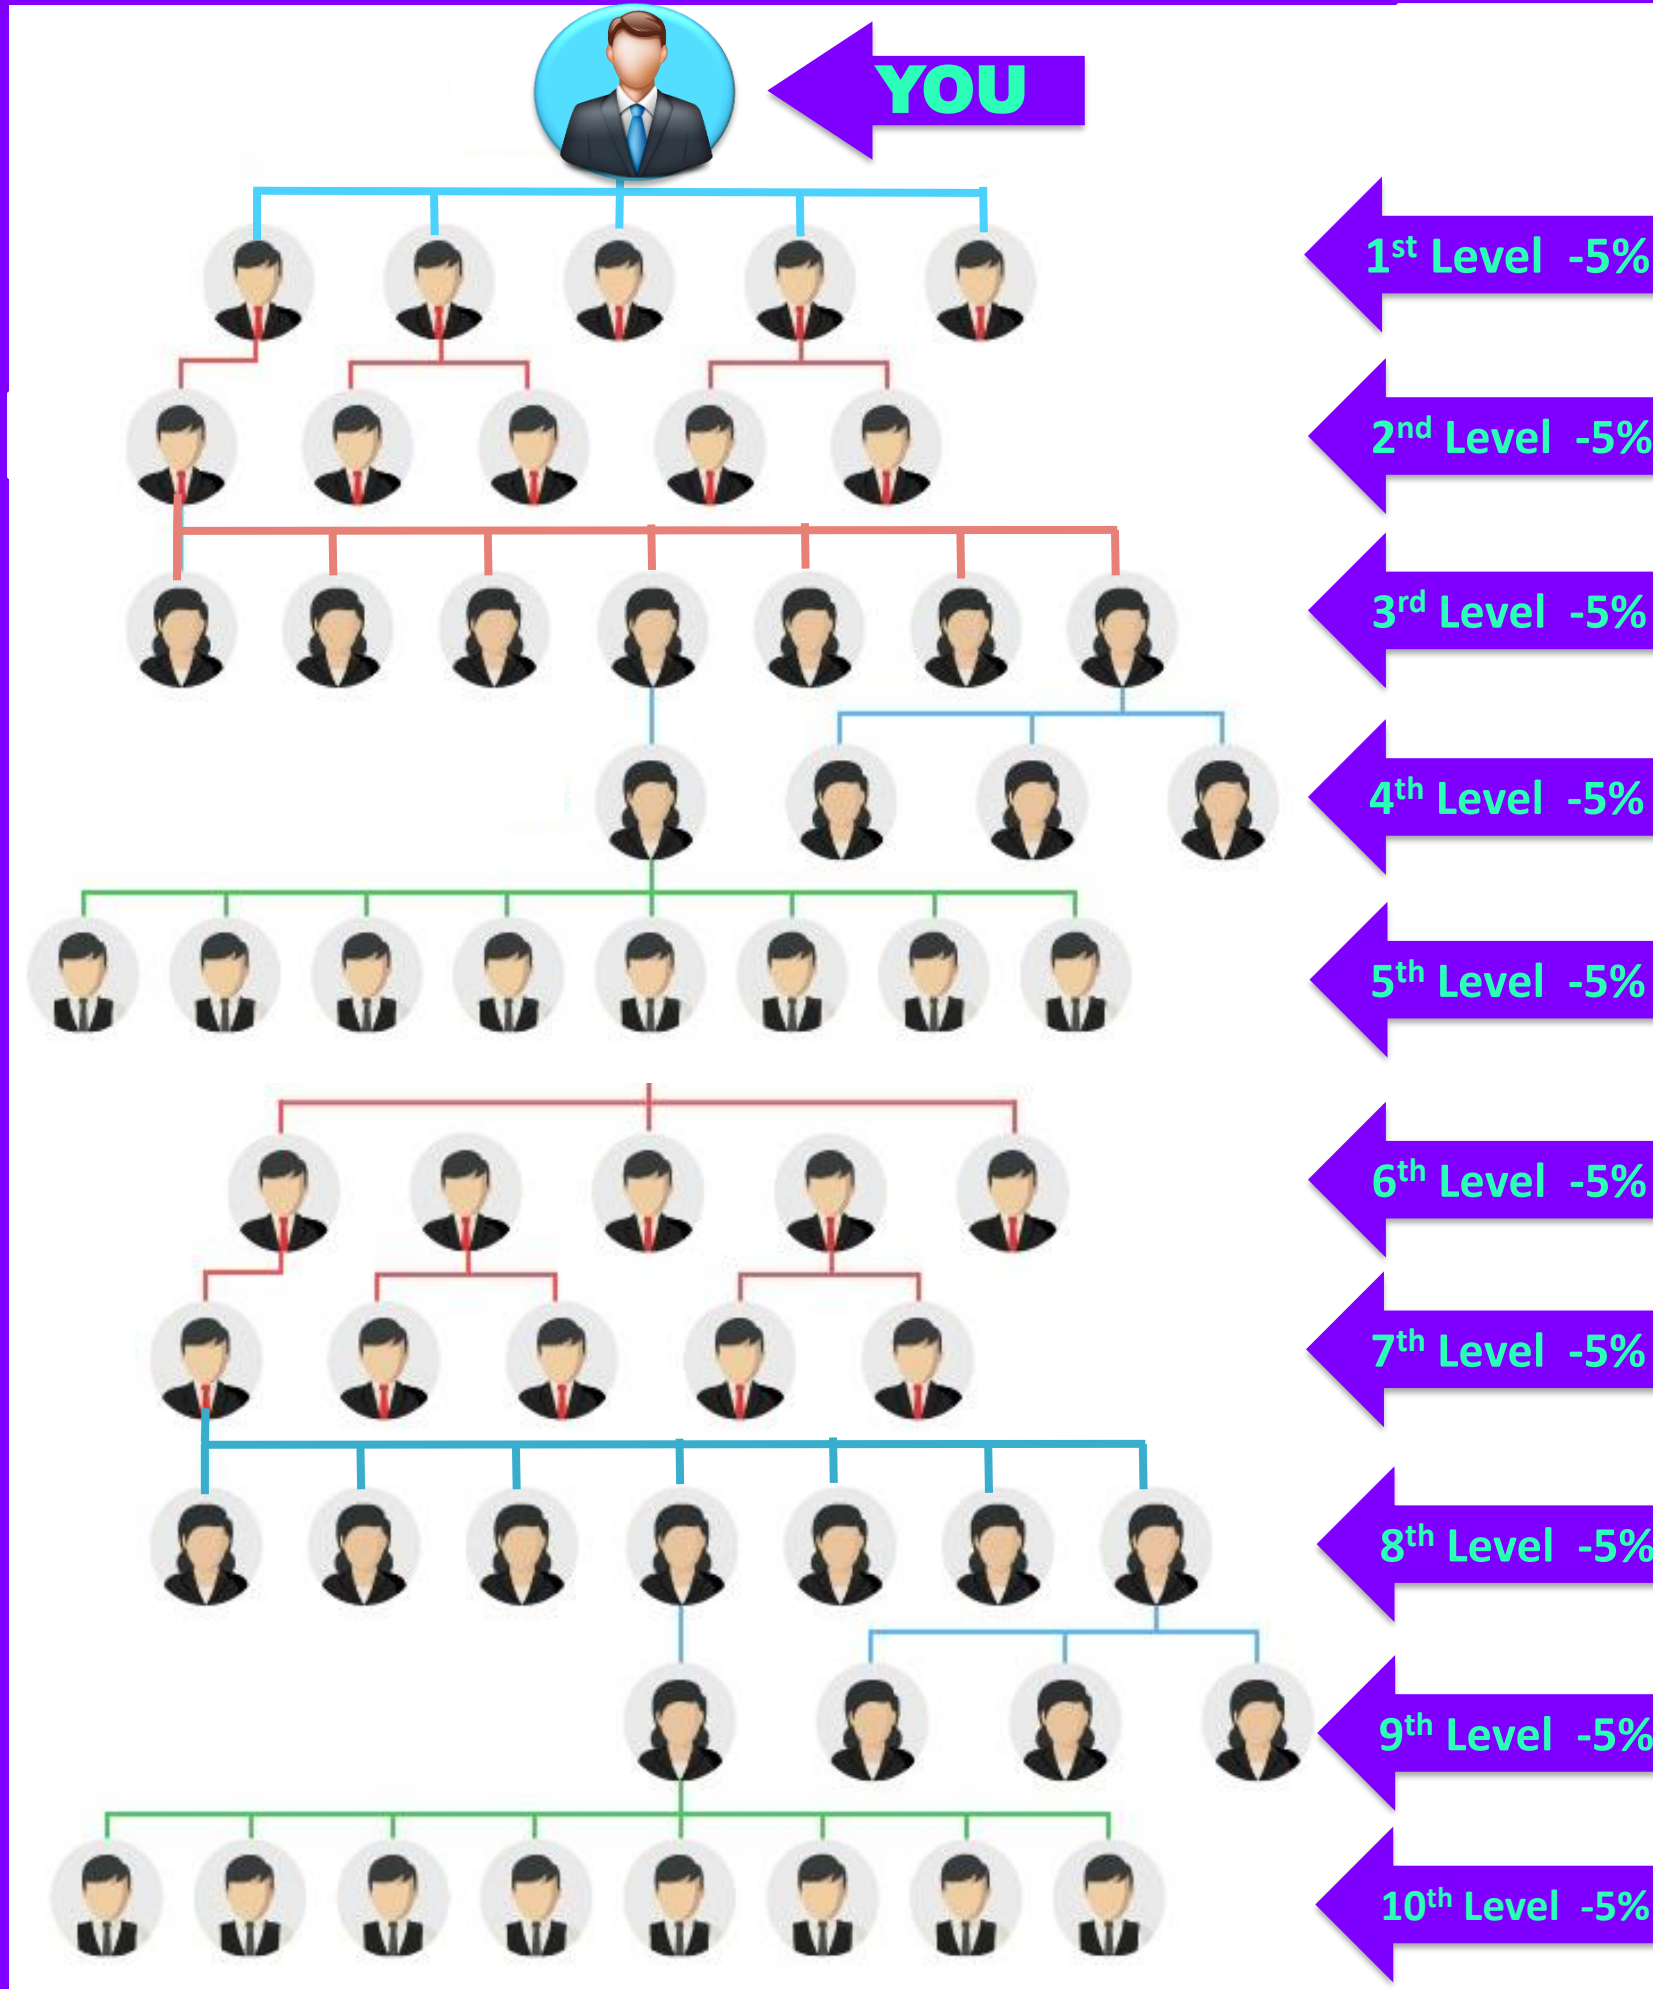 YOU
1st Level -5%
2nd Level -5%
3rd Level -5%
4th Level -5%
5th Level -5%
6th Level -5%
7th Level -5%
8th Level -5%
9th Level -5%
10th Level -5%